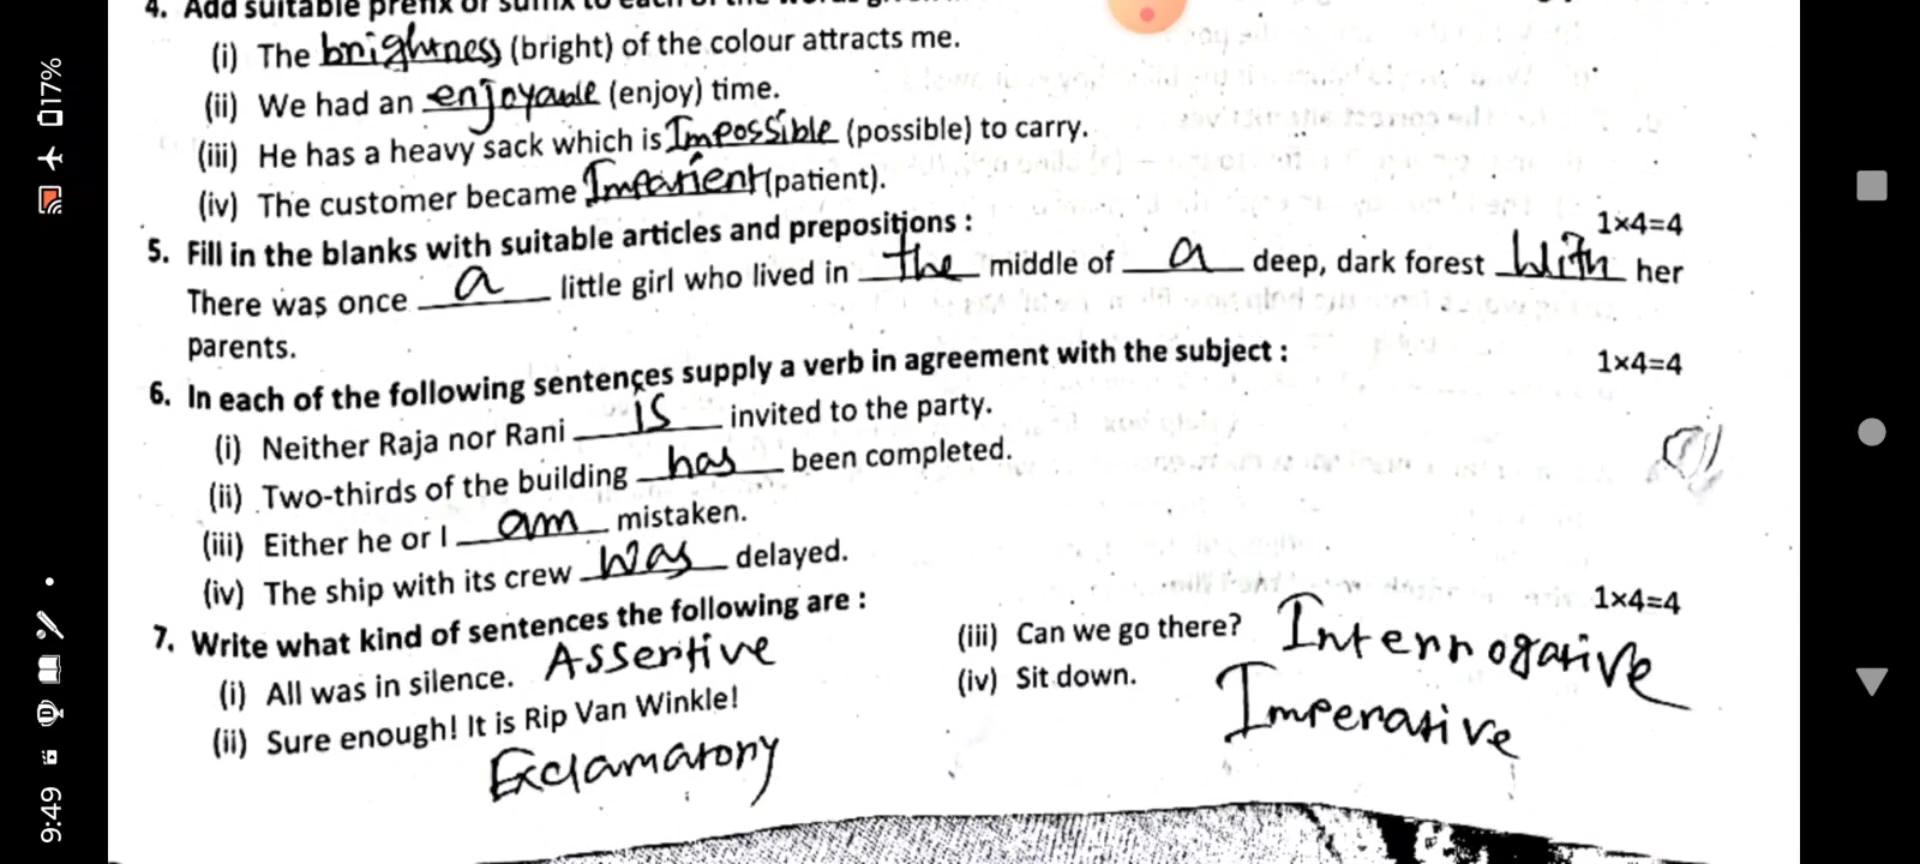 4. Add suitable prefix or suffix to each of the words
(i) The brightness (bright) of the colour attracts me.
(ii) We had an enjoyable (enjoy) time.
(iii) He has a heavy sack which is Impossible (possible) to carry.
(iv) The customer became Impatient (patient).
5. Fill in the blanks with suitable articles and prepositions : 1×4=4
There was once a little girl who lived in the middle of a deep, dark forest With her
parents.
6. In each of the following sentences supply a verb in agreement with the subject : 1×4=4
(i) Neither Raja nor Rani is invited to the party.
(ii) Two-thirds of the building has been completed.
(iii) Either he or I am mistaken.
(iv) The ship with its crew was delayed.
7. Write what kind of sentences the following are : 1×4=4
(i) All was in silence. Assertive
(ii) Sure enough! It is Rip Van Winkle!
Exclamatory
(iii) Can we go there? Interrogative
(iv) Sit down. Imperative
17%
9:49